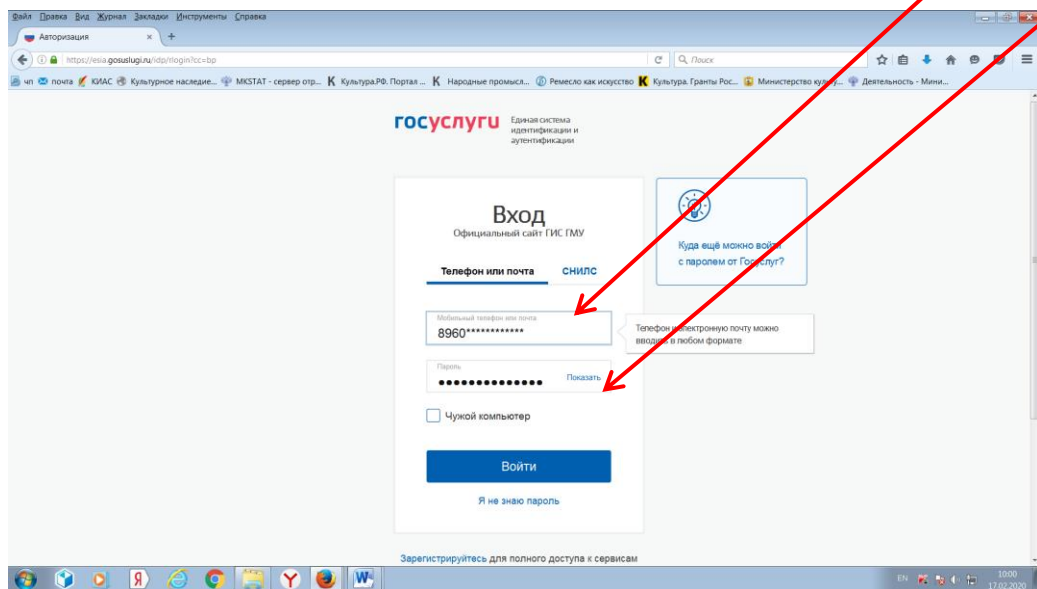 Файл Правка Вид Журнал Закладки Инструменты Справка
Авторизация × +
https://esia.gosuslugi.ru/idp/rlogin?cc=bp
Поиск
чп почта КИАС Культурное наследие... MKSTAT - сервер отр... Культура.РФ. Портал ... Народные промысл... Ремесло как искусство Культура. Гранты Рос... Министерство культу... Деятельность - Мини...
госуслуги
Единая система
идентификации и
аутентификации
Вход
Официальный сайт ГИС ГМУ
Телефон или почта СНИЛС
Куда ещё можно войти
с паролем от Госуслуг?
Мобильный телефон или почта
8960************
Телефон и электронную почту можно
вводить в любом формате
Пароль
●●●●●●●●●●●●●● Показать
Чужой компьютер
Войти
Я не знаю пароль
Зарегистрируйтесь для полного доступа к сервисам
EN
10:00
17.02.2020